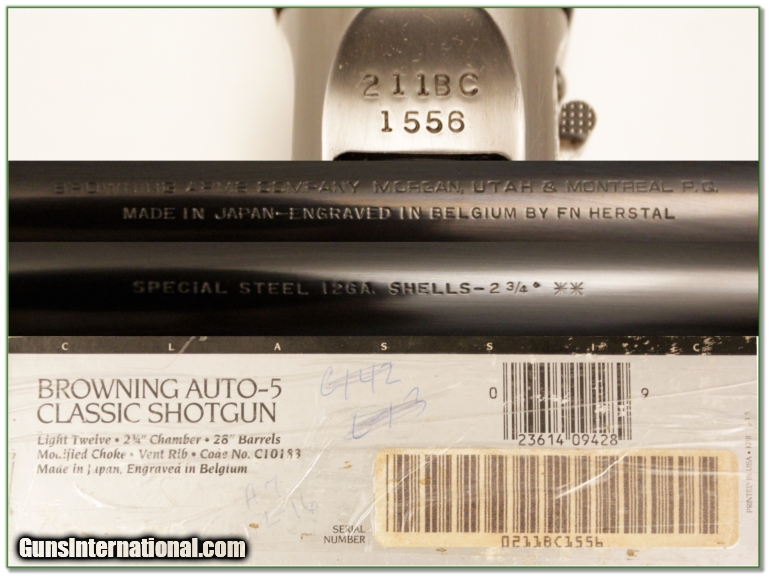 211BC
1556
BROWNING ARMS COMPANY MORGAN, UTAH & MONTREAL P.Q.
MADE IN JAPAN-ENGRAVED IN BELGIUM BY FN HERSTAL
SPECIAL STEEL 12GA. SHELLS-2 3/4" **
C L A S S I C
BROWNING AUTO-5
CLASSIC SHOTGUN
Light Twelve • 2¾" Chamber • 28" Barrels
Modified Choke • Vent Rib • Code No. C10183
Made in Japan, Engraved in Belgium
0 23614 09428 9
SERIAL
NUMBER
0211BC1556
PRINTED IN USA
GunsInternational.com